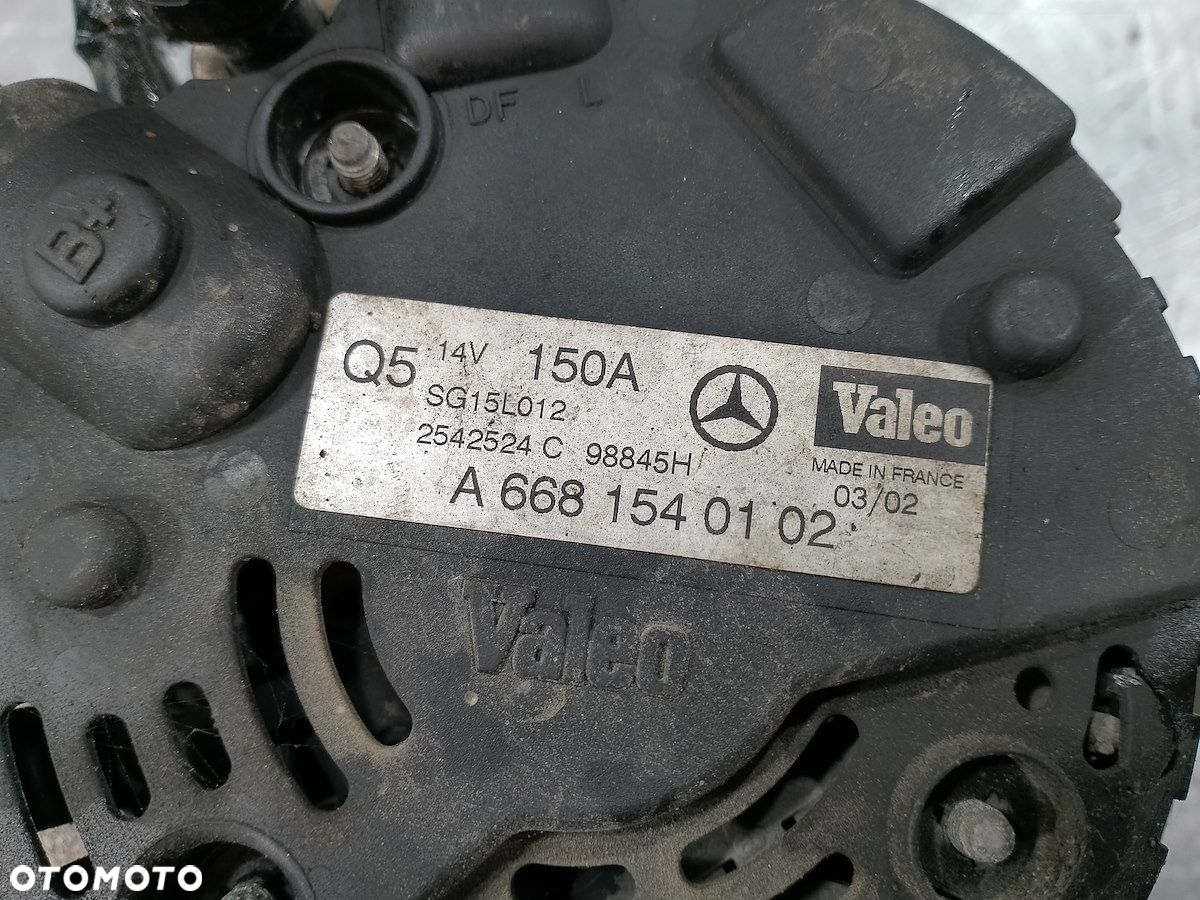 DF L
B+
Q5 14V 150A
SG15L012
2542524 C 98845H
A 668 154 01 02
Valeo
MADE IN FRANCE
03/02
Valeo
OTOMOTO